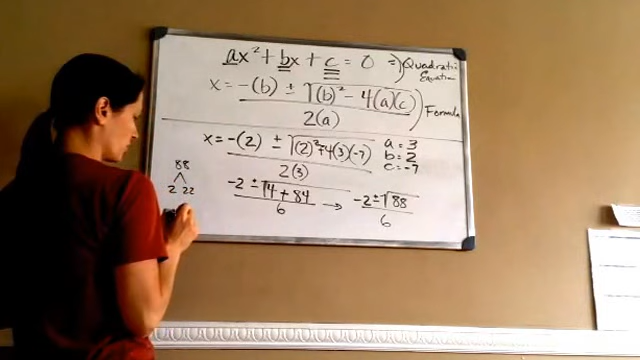 ax² + bx + c = 0 ⇒ Quadratic Equation
x = -(b) ± √(b)² - 4(a)(c)
2(a)
Formula
x = -(2) ± √(2)² - 4(3)(-7)
2(3)
a = 3
b = 2
c = -7
88
2 22
-2 ± √4 + 84
6
→
-2 ± √88
6